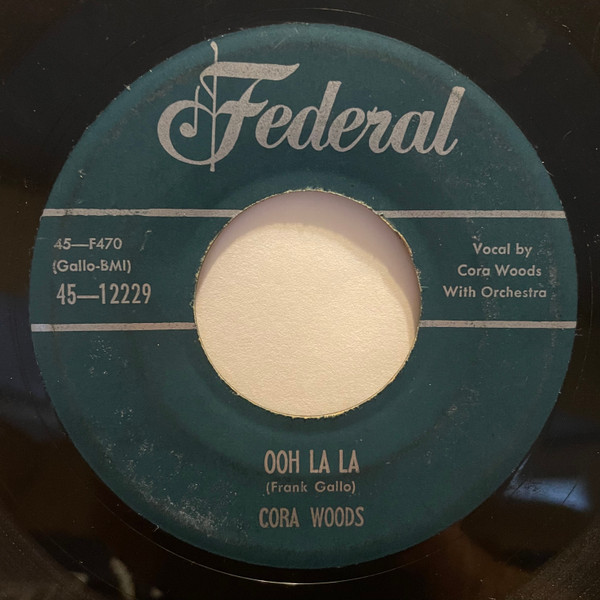 Federal
45—F470
(Gallo-BMI)
45—12229
Vocal by
Cora Woods
With Orchestra
OOH LA LA
(Frank Gallo)
CORA WOODS